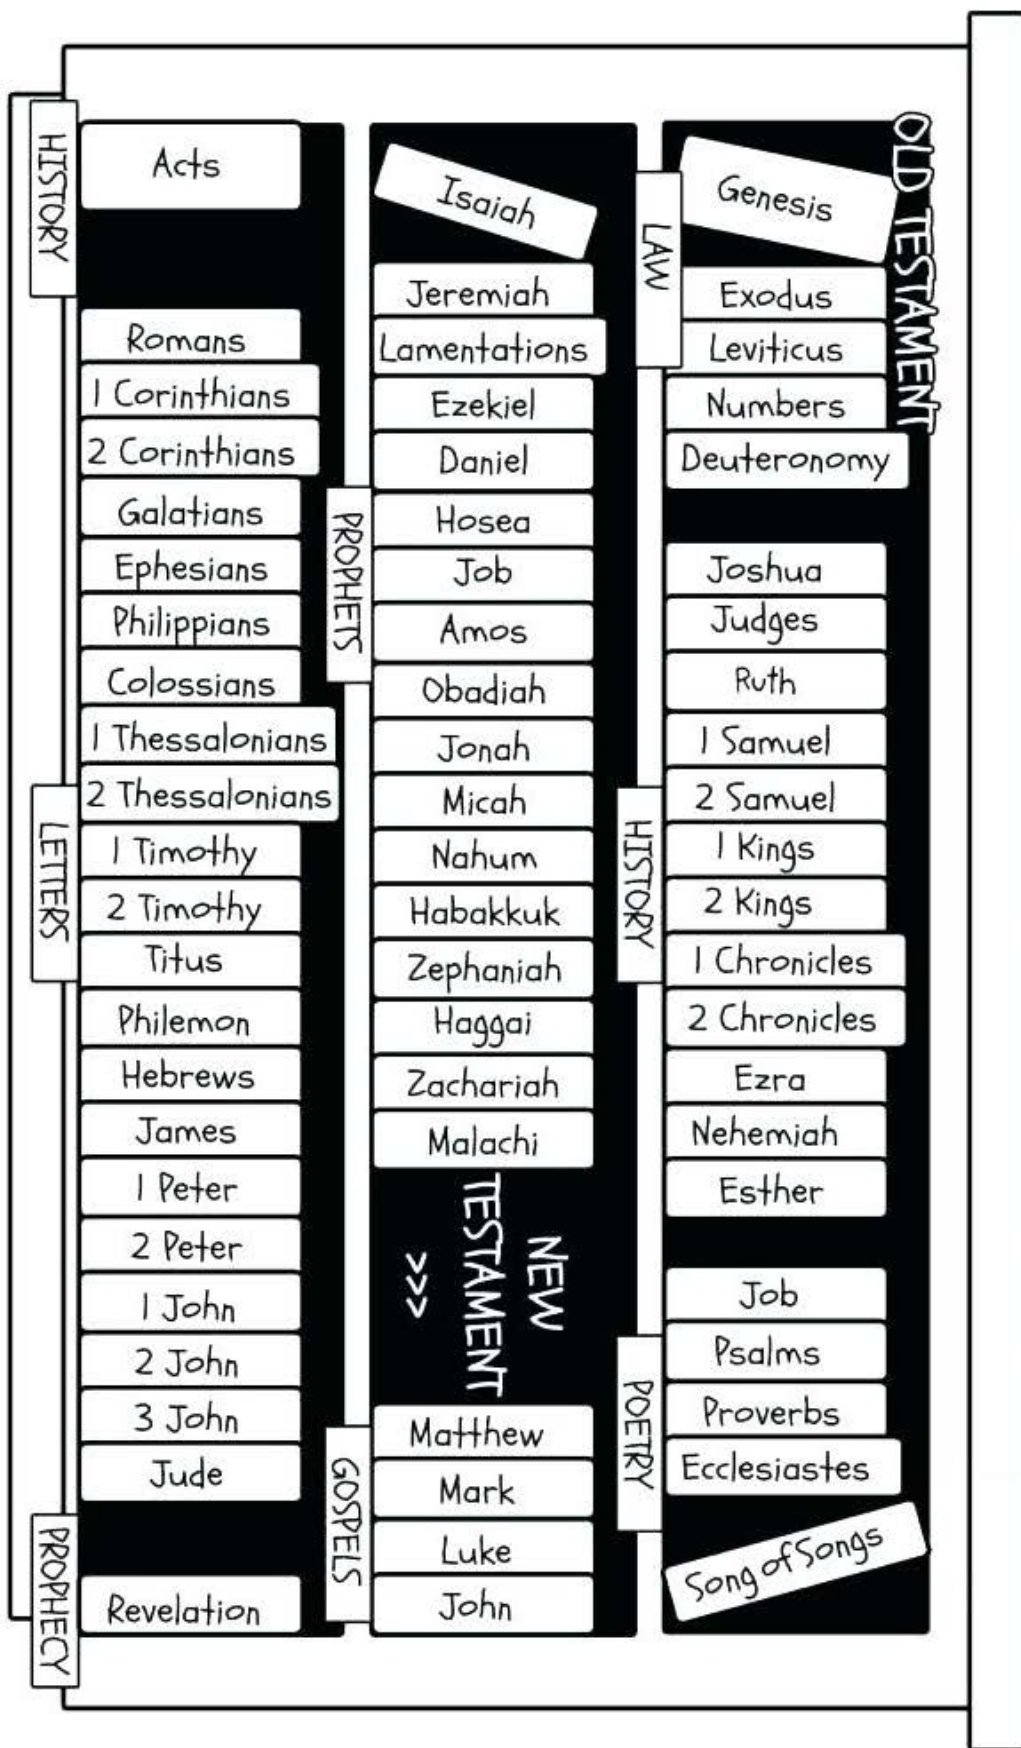 OLD TESTAMENT
Genesis
Exodus
Leviticus
Numbers
Deuteronomy
LAW
Joshua
Judges
Ruth
1 Samuel
2 Samuel
1 Kings
2 Kings
1 Chronicles
2 Chronicles
Ezra
Nehemiah
Esther
HISTORY
Job
Psalms
Proverbs
Ecclesiastes
Song of Songs
POETRY
Isaiah
Jeremiah
Lamentations
Ezekiel
Daniel
Hosea
Job
Amos
Obadiah
Jonah
Micah
Nahum
Habakkuk
Zephaniah
Haggai
Zachariah
Malachi
PROPHETS
NEW
TESTAMENT
>>>
Matthew
Mark
Luke
John
GOSPELS
Acts
HISTORY
Romans
1 Corinthians
2 Corinthians
Galatians
Ephesians
Philippians
Colossians
1 Thessalonians
2 Thessalonians
1 Timothy
2 Timothy
Titus
Philemon
Hebrews
James
1 Peter
2 Peter
1 John
2 John
3 John
Jude
LETTERS
Revelation
PROPHECY